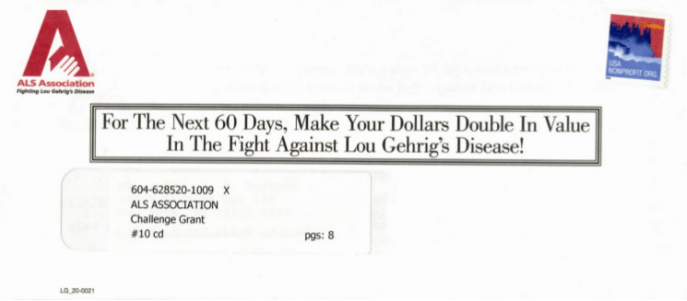 ALS Association
Fighting Lou Gehrig's Disease
USA
NONPROFIT ORG
For The Next 60 Days, Make Your Dollars Double In Value
In The Fight Against Lou Gehrig's Disease!
604-628520-1009 X
ALS ASSOCIATION
Challenge Grant
#10 cd pgs: 8
LG_20-0021